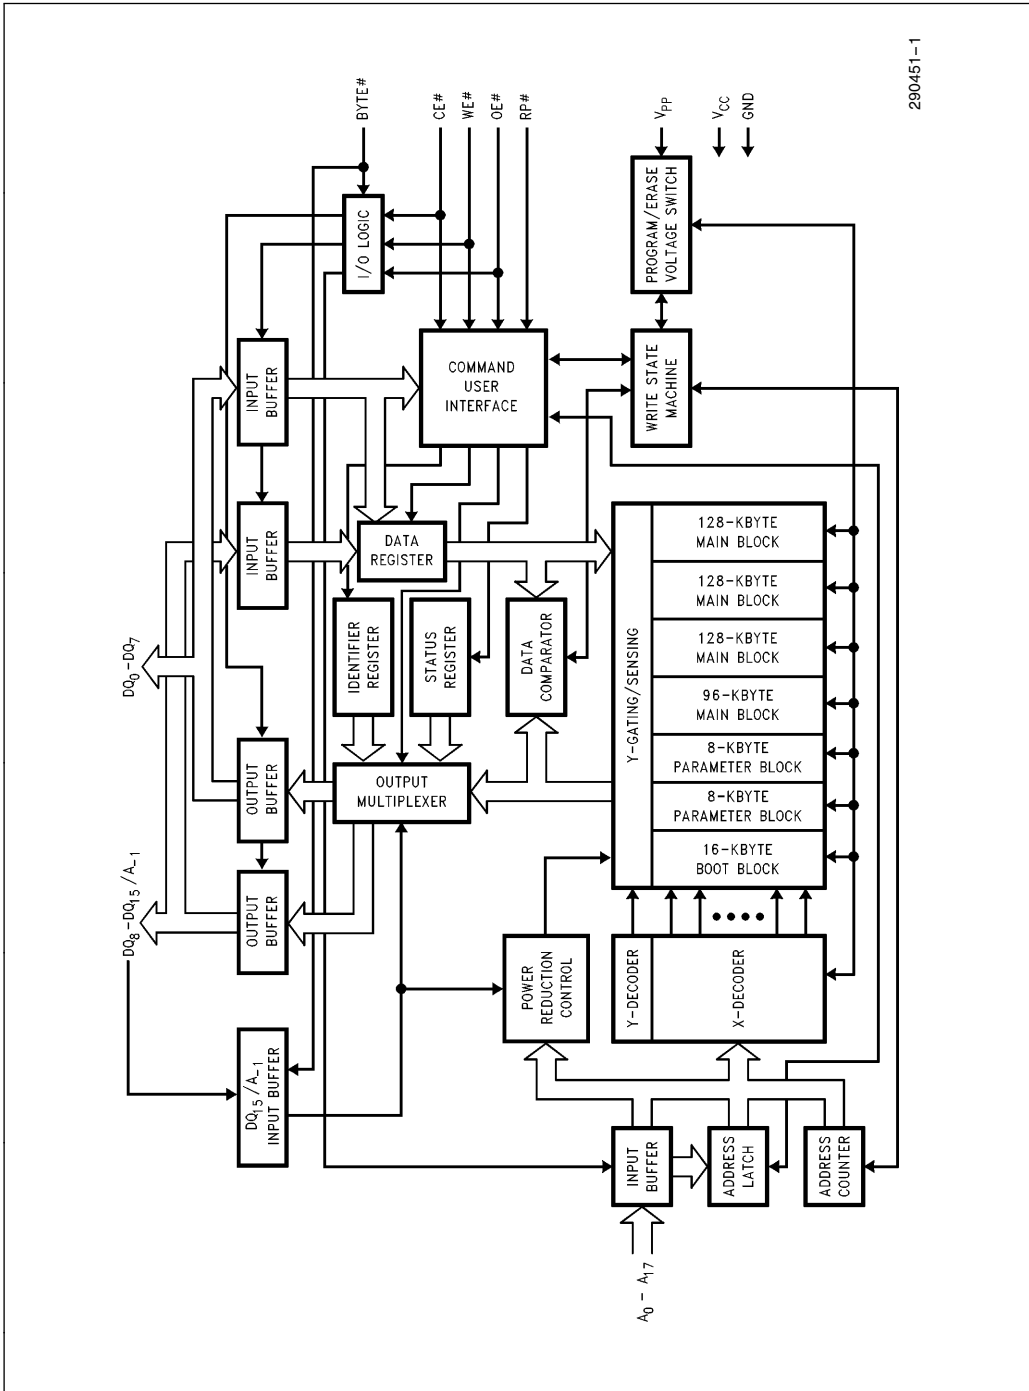 290451-1
BYTE#
CE#
WE#
OE#
RP#
VPP
VCC
GND
I/O LOGIC
PROGRAM/ERASE
VOLTAGE SWITCH
INPUT
BUFFER
COMMAND
USER
INTERFACE
WRITE STATE
MACHINE
INPUT
BUFFER
DATA
REGISTER
128-KBYTE
MAIN BLOCK
128-KBYTE
MAIN BLOCK
128-KBYTE
MAIN BLOCK
96-KBYTE
MAIN BLOCK
8-KBYTE
PARAMETER BLOCK
8-KBYTE
PARAMETER BLOCK
16-KBYTE
BOOT BLOCK
Y-GATING/SENSING
DQ0-DQ7
IDENTIFIER
REGISTER
STATUS
REGISTER
DATA
COMPARATOR
OUTPUT
BUFFER
OUTPUT
MULTIPLEXER
DQ8-DQ15/A-1
OUTPUT
BUFFER
POWER
REDUCTION
CONTROL
Y-DECODER
X-DECODER
DQ15/A-1
INPUT BUFFER
INPUT
BUFFER
ADDRESS
LATCH
ADDRESS
COUNTER
A0 - A17